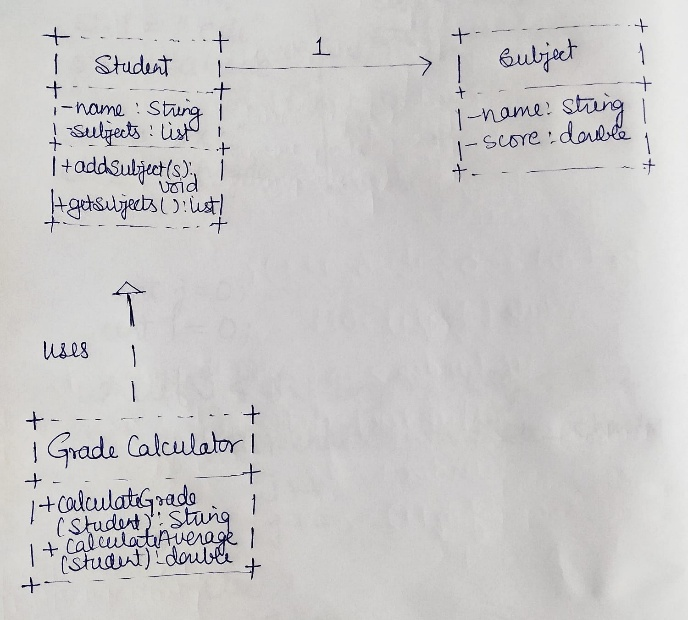 Student
1
Subject
-name : String
-subjects : list
+addSubject(s):
void
+getsubjects():list
-name: String
-score:double
uses
Grade Calculator
+calculateGrade
(Student): String
+ CalculateAverage
(Student):double